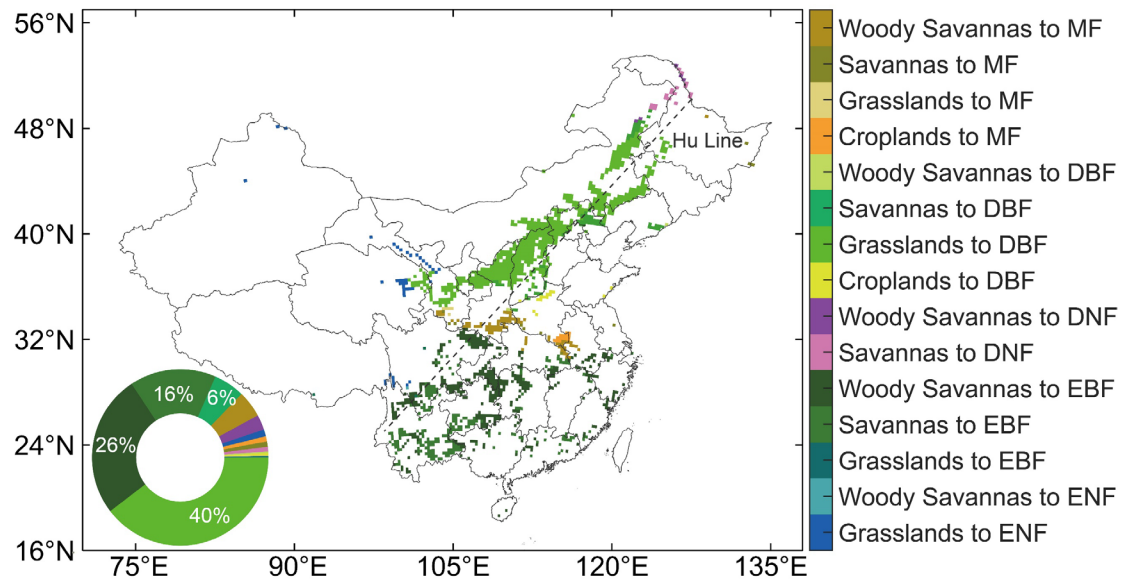 56°N
48°N
40°N
32°N
24°N
16°N
75°E
90°E
105°E
120°E
135°E
Hu Line
16%
6%
26%
40%
Woody Savannas to MF
Savannas to MF
Grasslands to MF
Croplands to MF
Woody Savannas to DBF
Savannas to DBF
Grasslands to DBF
Croplands to DBF
Woody Savannas to DNF
Savannas to DNF
Woody Savannas to EBF
Savannas to EBF
Grasslands to EBF
Woody Savannas to ENF
Grasslands to ENF